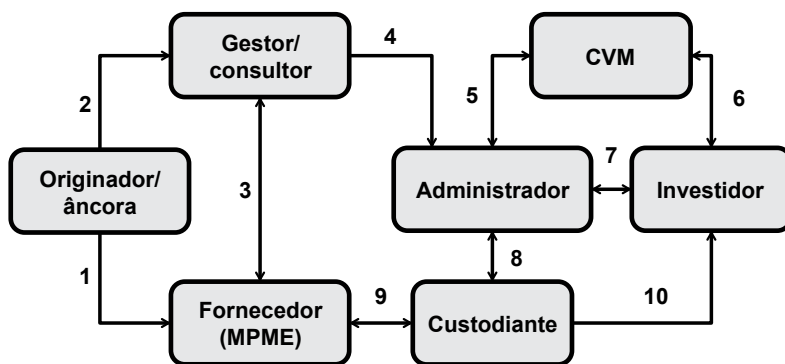 Gestor/
consultor
4
CVM
2
5
6
Originador/
âncora
3
Administrador
7
Investidor
1
8
Fornecedor
(MPME)
9
Custodiante
10